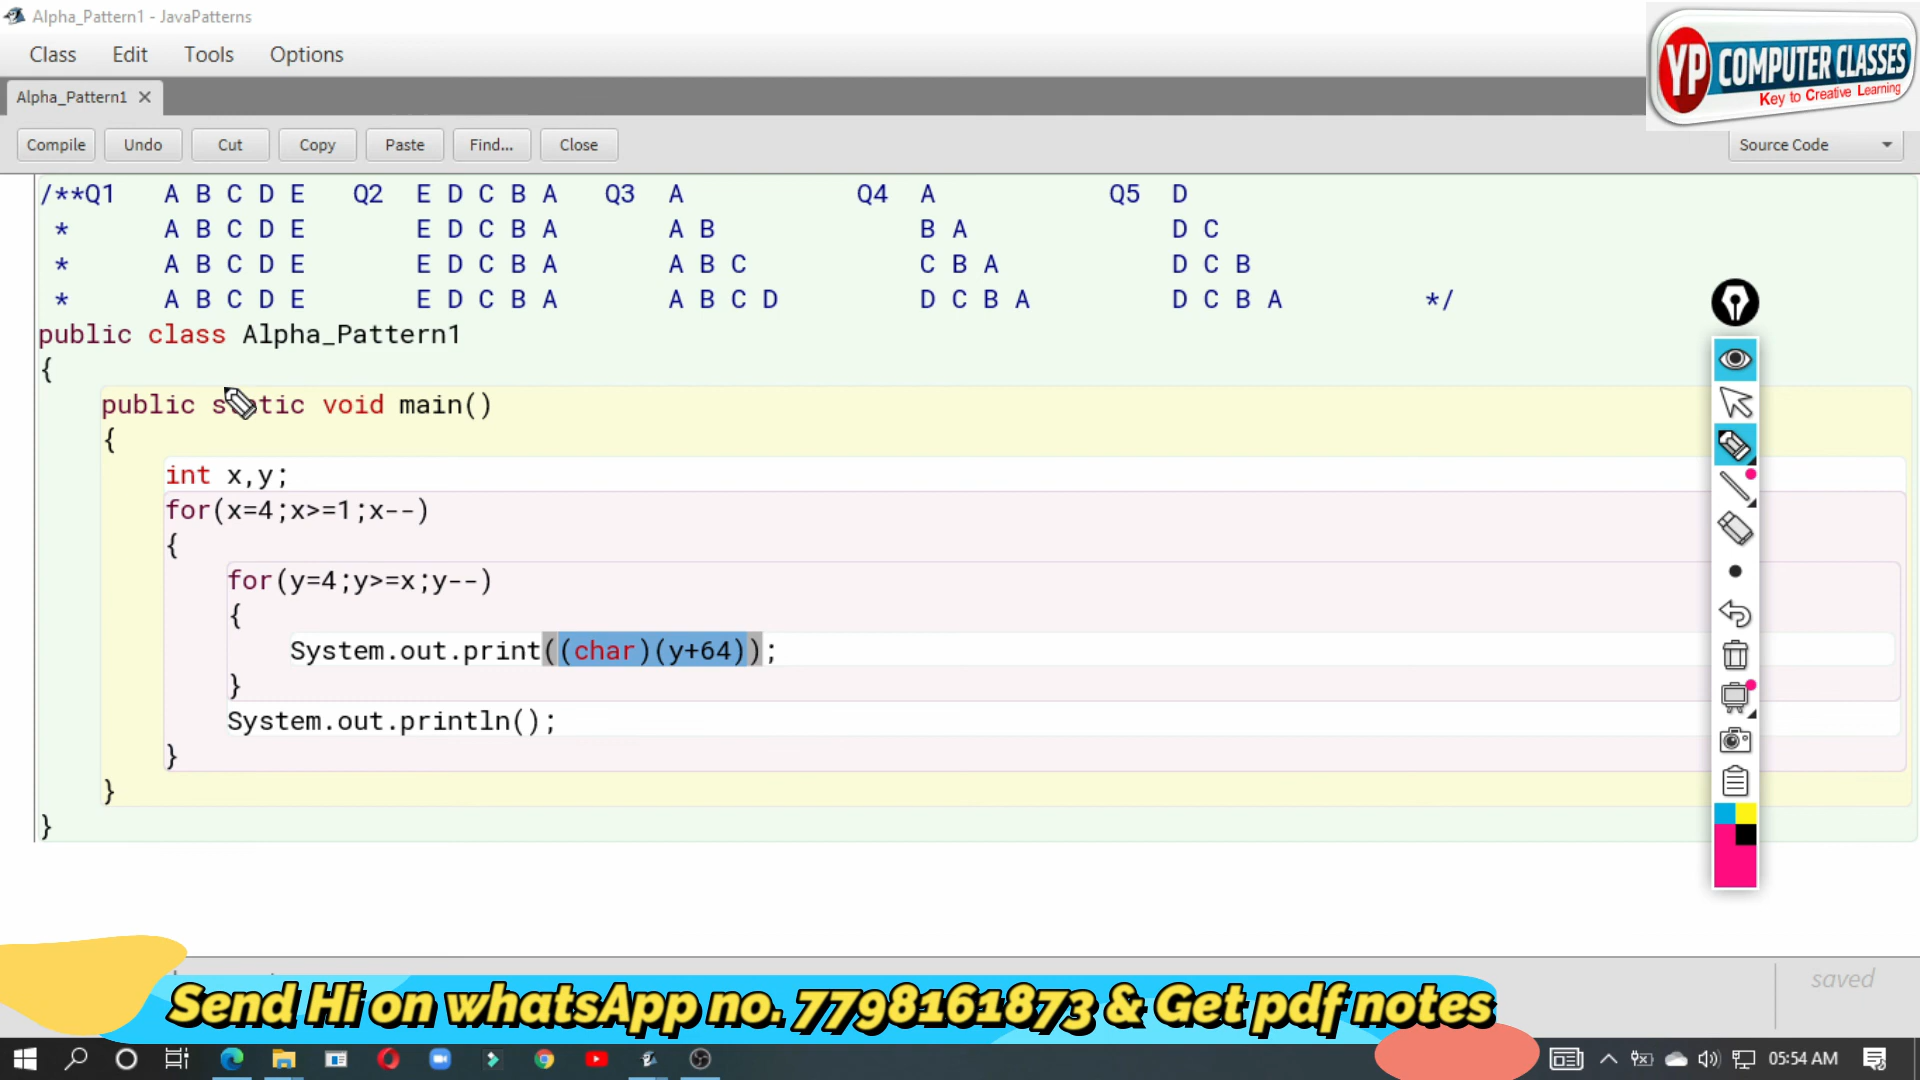 Alpha_Pattern1 - JavaPatterns
Class Edit Tools Options
YP COMPUTER CLASSES
Key to Creative Learning
Alpha_Pattern1
Compile Undo Cut Copy Paste Find... Close Source Code
/**Q1 A B C D E Q2 E D C B A Q3 A Q4 A Q5 D
* A B C D E E D C B A A B B A D C
* A B C D E E D C B A A B C C B A D C B
* A B C D E E D C B A A B C D D C B A D C B A */
public class Alpha_Pattern1
{
public static void main()
{
int x,y;
for(x=4;x>=1;x--)
{
for(y=4;y>=x;y--)
{
System.out.print((char)(y+64));
}
System.out.println();
}
}
}
saved
Send Hi on whatsApp no. 7798161873 & Get pdf notes
05:54 AM